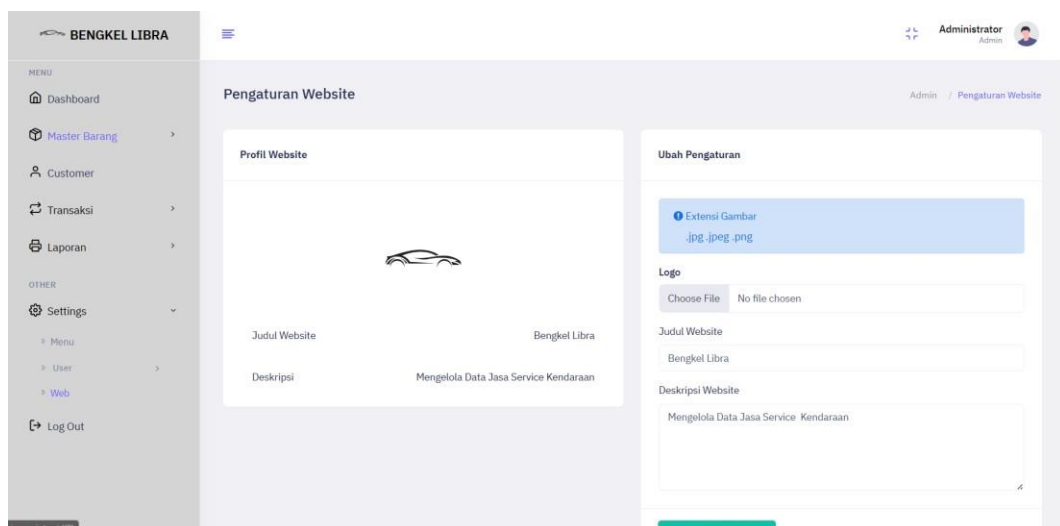 BENGKEL LIBRA
Administrator
Admin
MENU
Dashboard
Master Barang
Customer
Transaksi
Laporan
OTHER
Settings
Menu
User
Web
Log Out
Pengaturan Website
Admin / Pengaturan Website
Profil Website
Judul Website Bengkel Libra
Deskripsi Mengelola Data Jasa Service Kendaraan
Ubah Pengaturan
Extensi Gambar
.jpg .jpeg .png
Logo
Choose File No file chosen
Judul Website
Bengkel Libra
Deskripsi Website
Mengelola Data Jasa Service Kendaraan